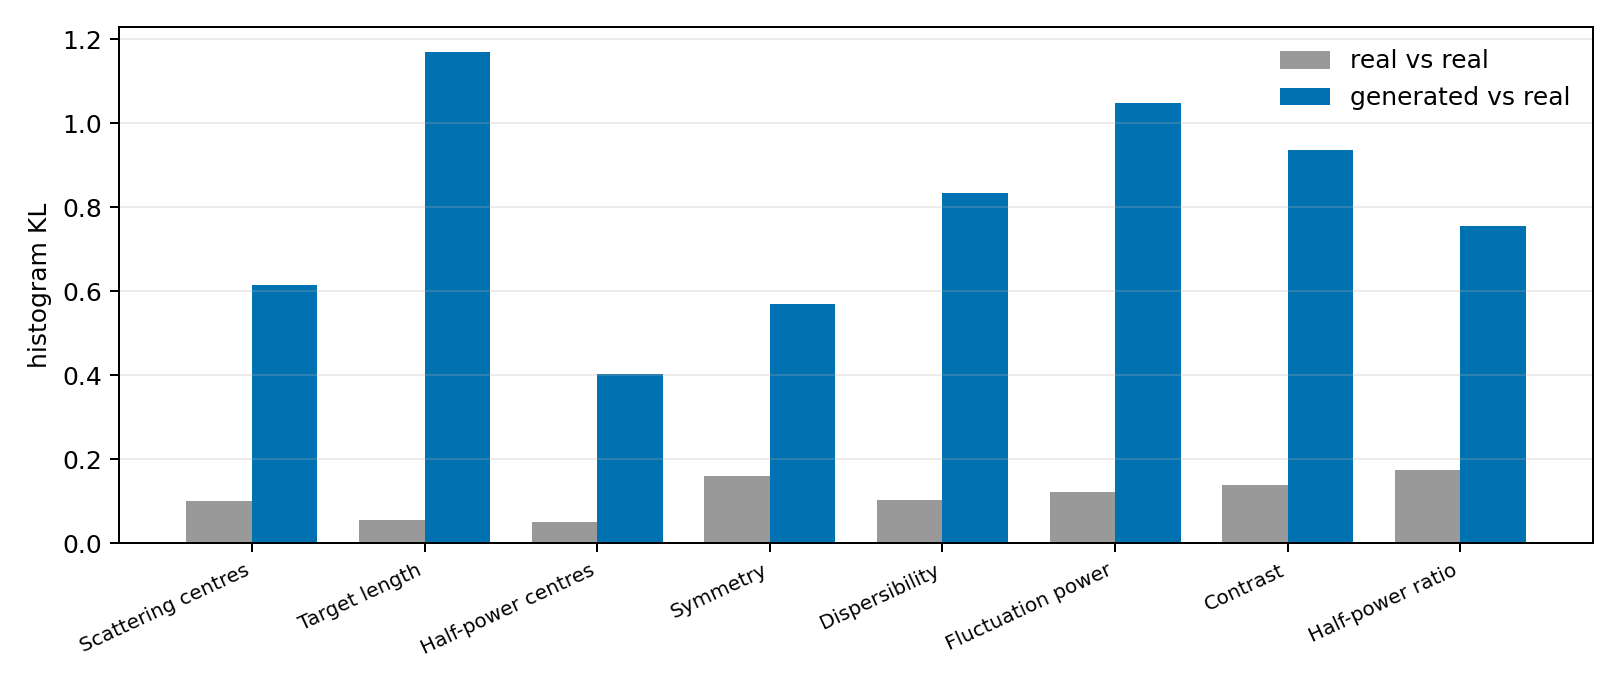 real vs real
generated vs real
histogram KL
1.2
1.0
0.8
0.6
0.4
0.2
0.0
Scattering centres
Target length
Half-power centres
Symmetry
Dispersibility
Fluctuation power
Contrast
Half-power ratio